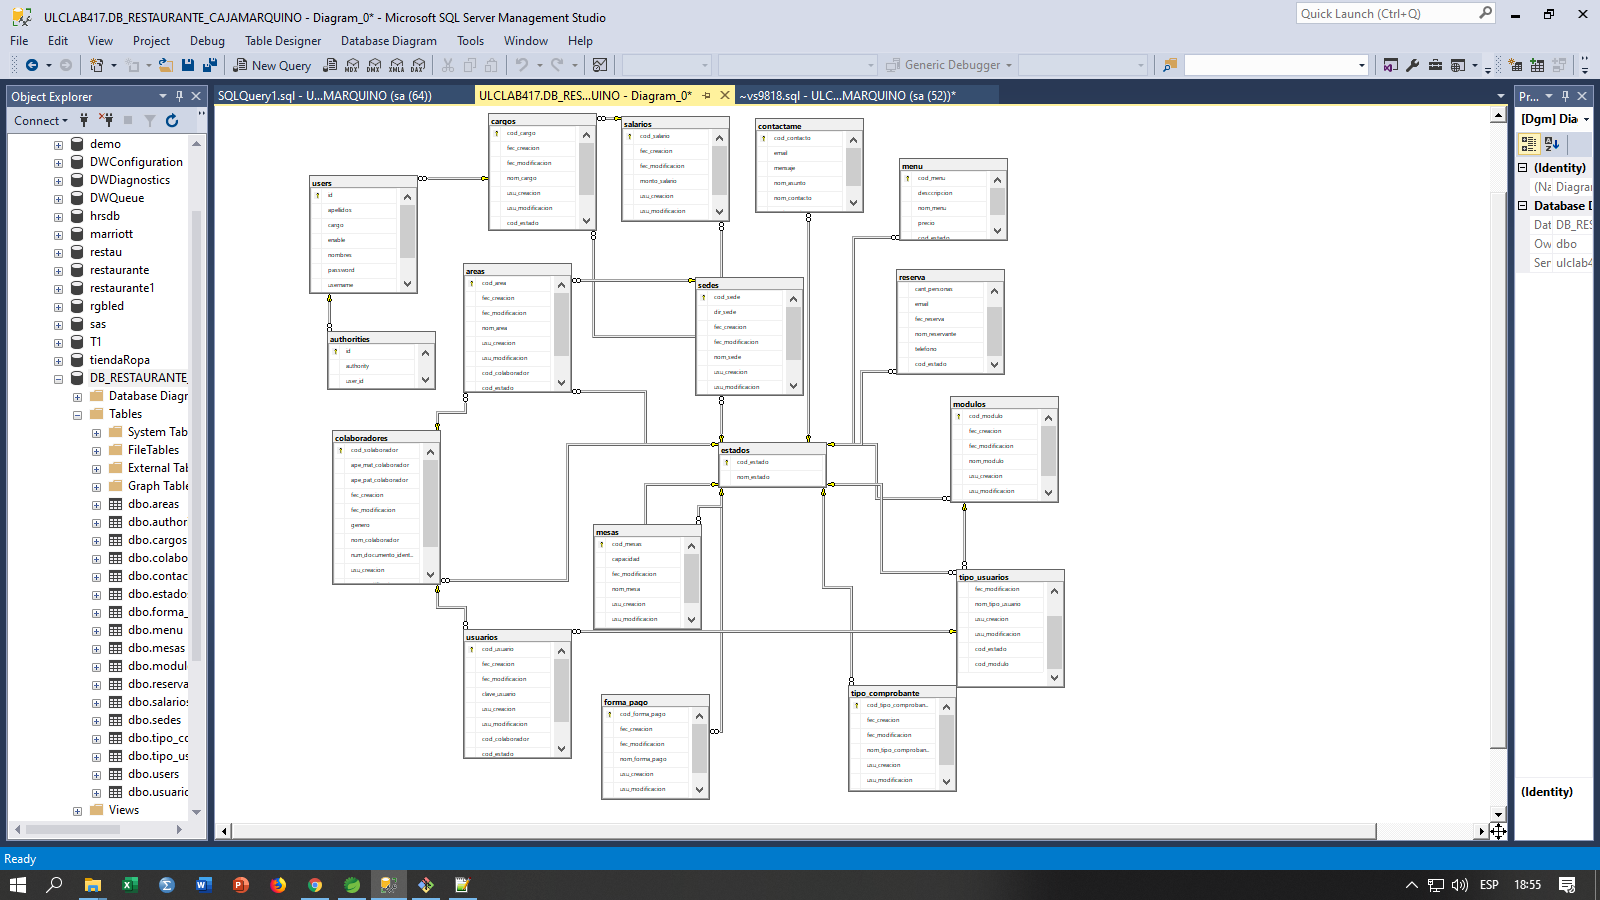 ULCLAB417.DB_RESTAURANTE_CAJAMARQUINO - Diagram_0* - Microsoft SQL Server Management Studio
Quick Launch (Ctrl+Q)
File Edit View Project Debug Table Designer Database Diagram Tools Window Help
New Query
MDX DMX XMLA DAX
Generic Debugger
Object Explorer
Connect
demo
DWConfiguration
DWDiagnostics
DWQueue
hrsdb
marriott
restau
restaurante
restaurante1
rgbled
sas
T1
tiendaRopa
DB_RESTAURANTE_
Database Diagr
Tables
System Tab
FileTables
External Tab
Graph Table
dbo.areas
dbo.author
dbo.cargos
dbo.colabo
dbo.contac
dbo.estado
dbo.forma_
dbo.menu
dbo.mesas
dbo.modul
dbo.reserva
dbo.salarios
dbo.sedes
dbo.tipo_co
dbo.tipo_us
dbo.users
dbo.usuario
Views
SQLQuery1.sql - U...MARQUINO (sa (64))
ULCLAB417.DB_RES...UINO - Diagram_0*
~vs9818.sql - ULC...MARQUINO (sa (52))*
cargos
cod_cargo
fec_creacion
fec_modificacion
nom_cargo
usu_creacion
usu_modificacion
cod_estado
salarios
cod_salario
fec_creacion
fec_modificacion
monto_salario
usu_creacion
usu_modificacion
contactame
cod_contacto
email
mensaje
nom_asunto
nom_contacto
menu
cod_menu
desccripcion
nom_menu
precio
cod_estado
users
id
apellidos
cargo
enable
nombres
password
username
areas
cod_area
fec_creacion
fec_modificacion
nom_area
usu_creacion
usu_modificacion
cod_colaborador
cod_estado
sedes
cod_sede
dir_sede
fec_creacion
fec_modificacion
nom_sede
usu_creacion
usu_modificacion
reserva
cant_personas
email
fec_reserva
nom_reservante
telefono
cod_estado
authorities
id
authority
user_id
modulos
cod_modulo
fec_creacion
fec_modificacion
nom_modulo
usu_creacion
usu_modificacion
colaboradores
cod_colaborador
ape_mat_colaborador
ape_pat_colaborador
fec_creacion
fec_modificacion
genero
nom_colaborador
num_documento_ident...
usu_creacion
estados
cod_estado
nom_estado
mesas
cod_mesas
capacidad
fec_modificacion
nom_mesa
usu_creacion
usu_modificacion
tipo_usuarios
fec_modificacion
nom_tipo_usuario
usu_creacion
usu_modificacion
cod_estado
cod_modulo
usuarios
cod_usuario
fec_creacion
fec_modificacion
clave_usuario
usu_creacion
usu_modificacion
cod_colaborador
cod_estado
forma_pago
cod_forma_pago
fec_creacion
fec_modificacion
nom_forma_pago
usu_creacion
usu_modificacion
tipo_comprobante
cod_tipo_comproban...
fec_creacion
fec_modificacion
nom_tipo_comproban...
usu_creacion
usu_modificacion
Pr...
[Dgm] Dia
(Identity)
(Na Diagram
Database D
Dat DB_RES
Ow dbo
Ser ulclab4
(Identity)
Ready
ESP 18:55